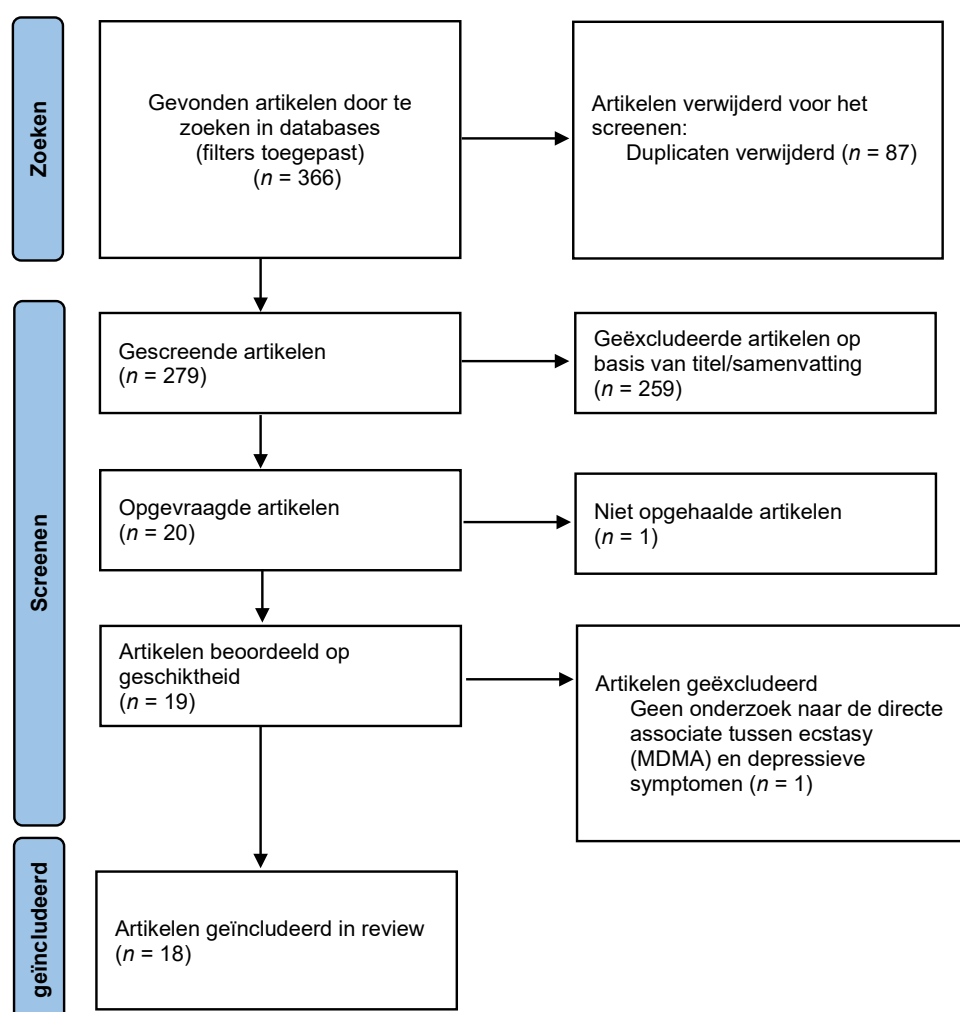 Zoeken
Gevonden artikelen door te
zoeken in databases
(filters toegepast)
(n = 366)
Artikelen verwijderd voor het
screenen:
Duplicaten verwijderd (n = 87)
Screenen
Gescreende artikelen
(n = 279)
Geëxcludeerde artikelen op
basis van titel/samenvatting
(n = 259)
Opgevraagde artikelen
(n = 20)
Niet opgehaalde artikelen
(n = 1)
Artikelen beoordeeld op
geschiktheid
(n = 19)
Artikelen geëxcludeerd
Geen onderzoek naar de directe
associate tussen ecstasy
(MDMA) en depressieve
symptomen (n = 1)
geïncludeerd
Artikelen geïncludeerd in review
(n = 18)